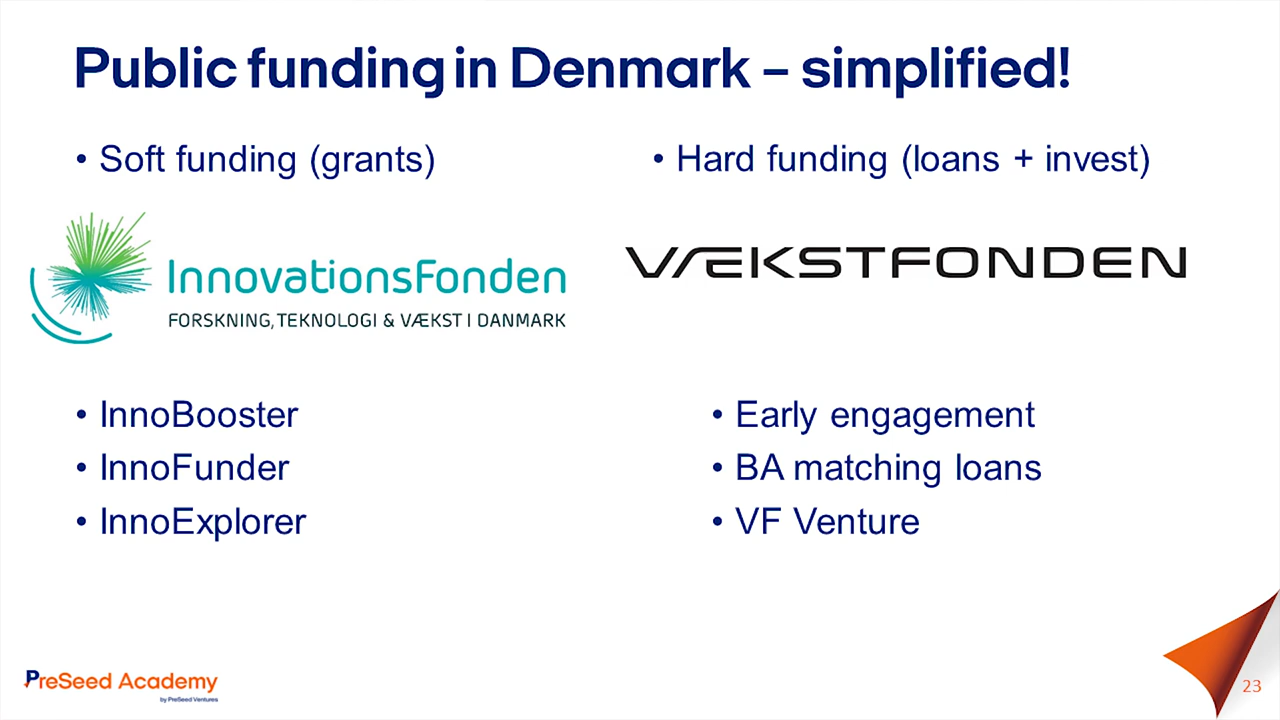 Public funding in Denmark – simplified!
• Soft funding (grants)
InnovationsFonden
FORSKNING, TEKNOLOGI & VÆKST I DANMARK
• InnoBooster
• InnoFunder
• InnoExplorer
• Hard funding (loans + invest)
VÆKSTFONDEN
• Early engagement
• BA matching loans
• VF Venture
PreSeed Academy
by PreSeed Ventures
23